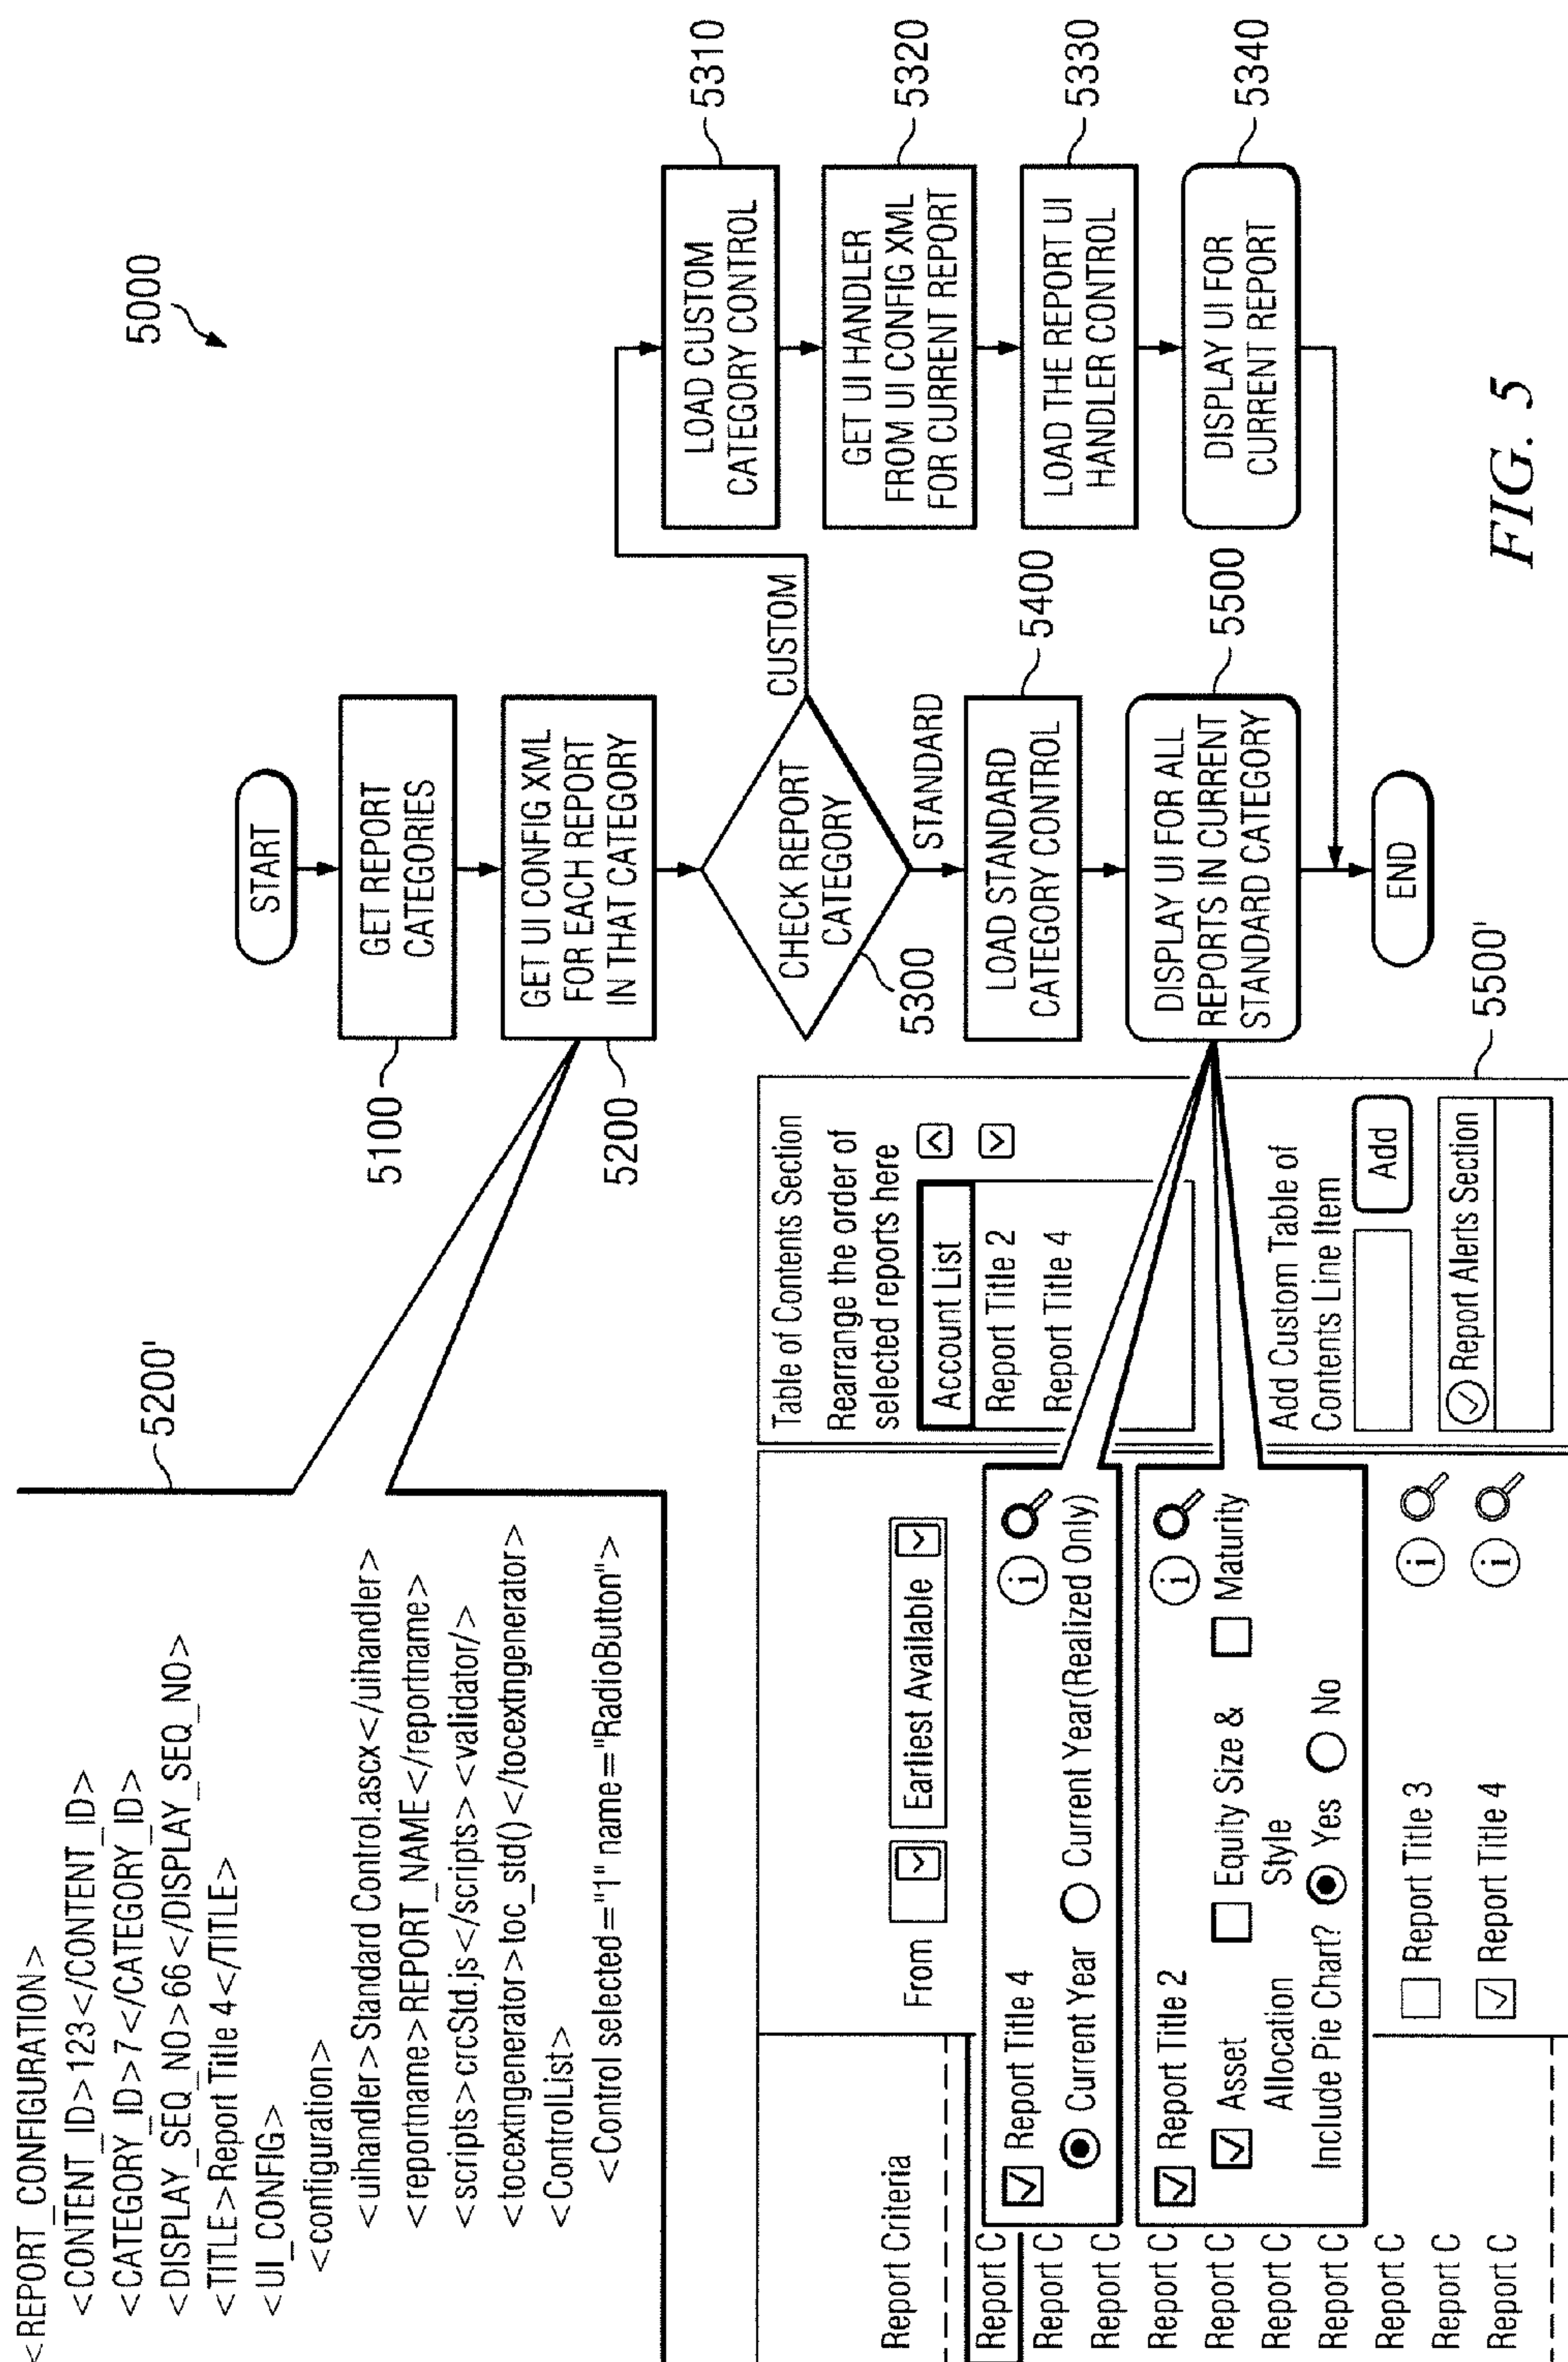 <REPORT_CONFIGURATION>
<CONTENT_ID>123</CONTENT_ID>
<CATEGORY_ID>7</CATEGORY_ID>
<DISPLAY_SEQ_NO>66</DISPLAY_SEQ_NO>
<TITLE>Report Title 4</TITLE>
<UI_CONFIG>
<configuration>
<uihandler>Standard Control.ascx</uihandler>
<reportname>REPORT_NAME</reportname>
<scripts>crcStd.js</scripts><validator/>
<tocextngenerator>toc_std()</tocextngenerator>
<ControlList>
<Control selected="1" name="RadioButton">
5200'
5000
START
GET REPORT
CATEGORIES
5100
GET UI CONFIG XML
FOR EACH REPORT
IN THAT CATEGORY
5200
CHECK REPORT
CATEGORY
5300
CUSTOM
STANDARD
LOAD STANDARD
CATEGORY CONTROL
5400
DISPLAY UI FOR ALL
REPORTS IN CURRENT
STANDARD CATEGORY
5500
END
LOAD CUSTOM
CATEGORY CONTROL
5310
GET UI HANDLER
FROM UI CONFIG XML
FOR CURRENT REPORT
5320
LOAD THE REPORT UI
HANDLER CONTROL
5330
DISPLAY UI FOR
CURRENT REPORT
5340
Report Criteria
Report C
Report C
Report C
Report C
Report C
Report C
Report C
Report C
Report C
Report C
From
Earliest Available
Report Title 4
i
Current Year
Current Year(Realized Only)
Report Title 2
i
Asset
Allocation
Equity Size &
Style
Maturity
Include Pie Chart?
Yes
No
Report Title 3
i
Report Title 4
i
Table of Contents Section
Rearrange the order of
selected reports here
Account List
Report Title 2
Report Title 4
Add Custom Table of
Contents Line Item
Add
Report Alerts Section
5500'
FIG. 5